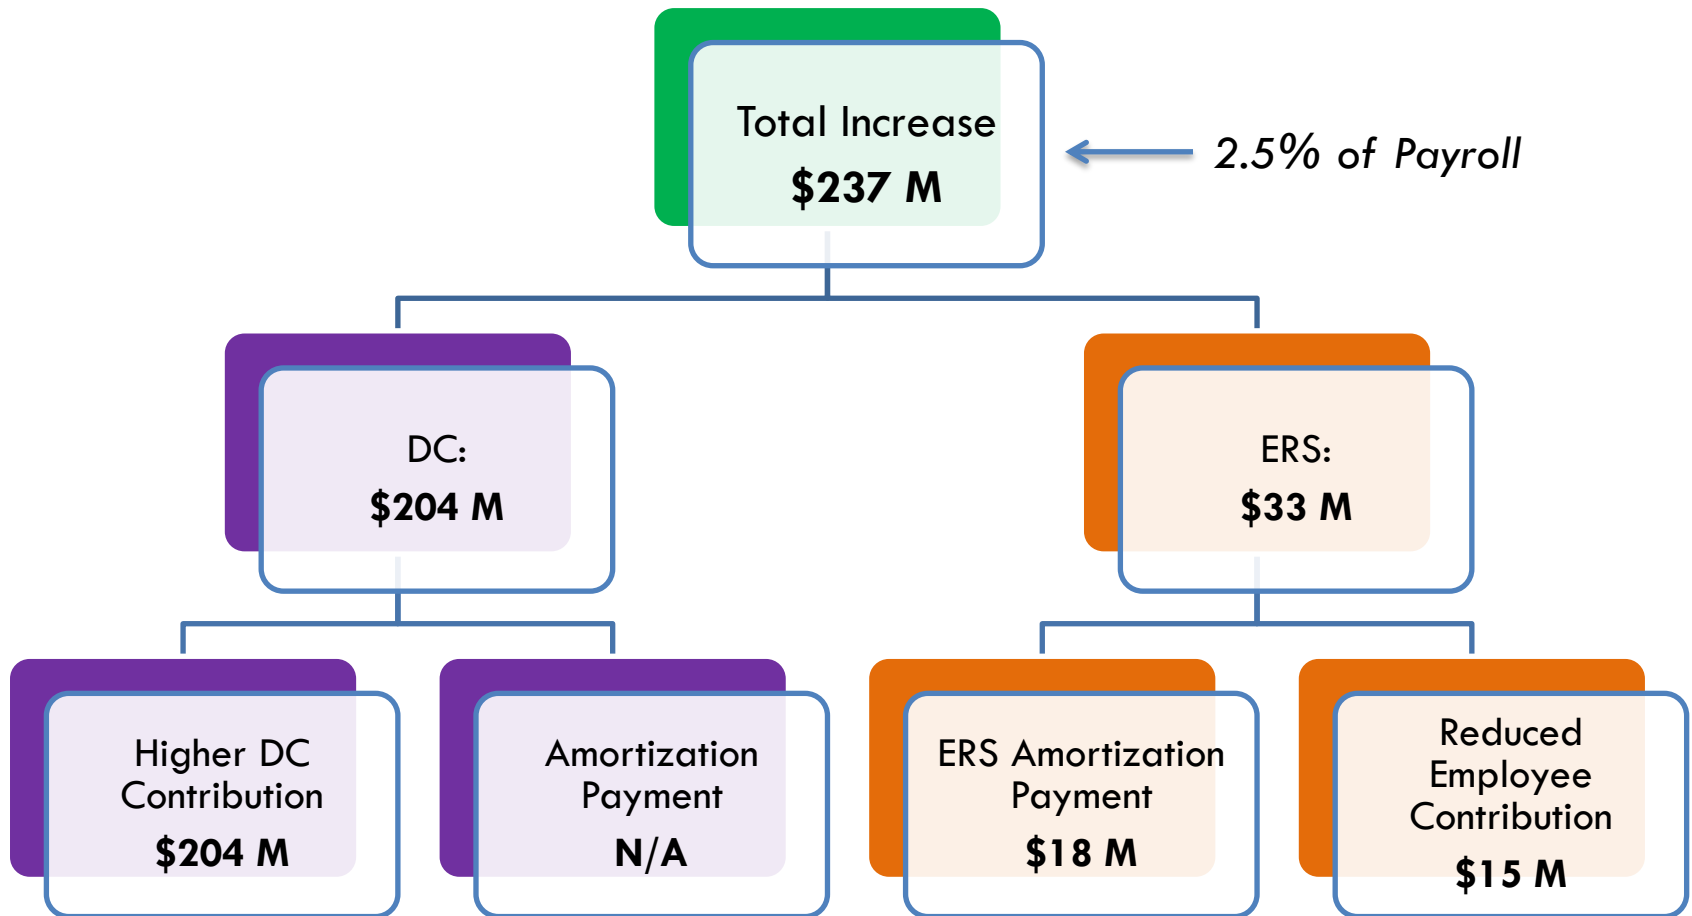 Total Increase
$237 M
2.5% of Payroll
DC:
$204 M
ERS:
$33 M
Higher DC
Contribution
$204 M
Amortization
Payment
N/A
ERS Amortization
Payment
$18 M
Reduced
Employee
Contribution
$15 M